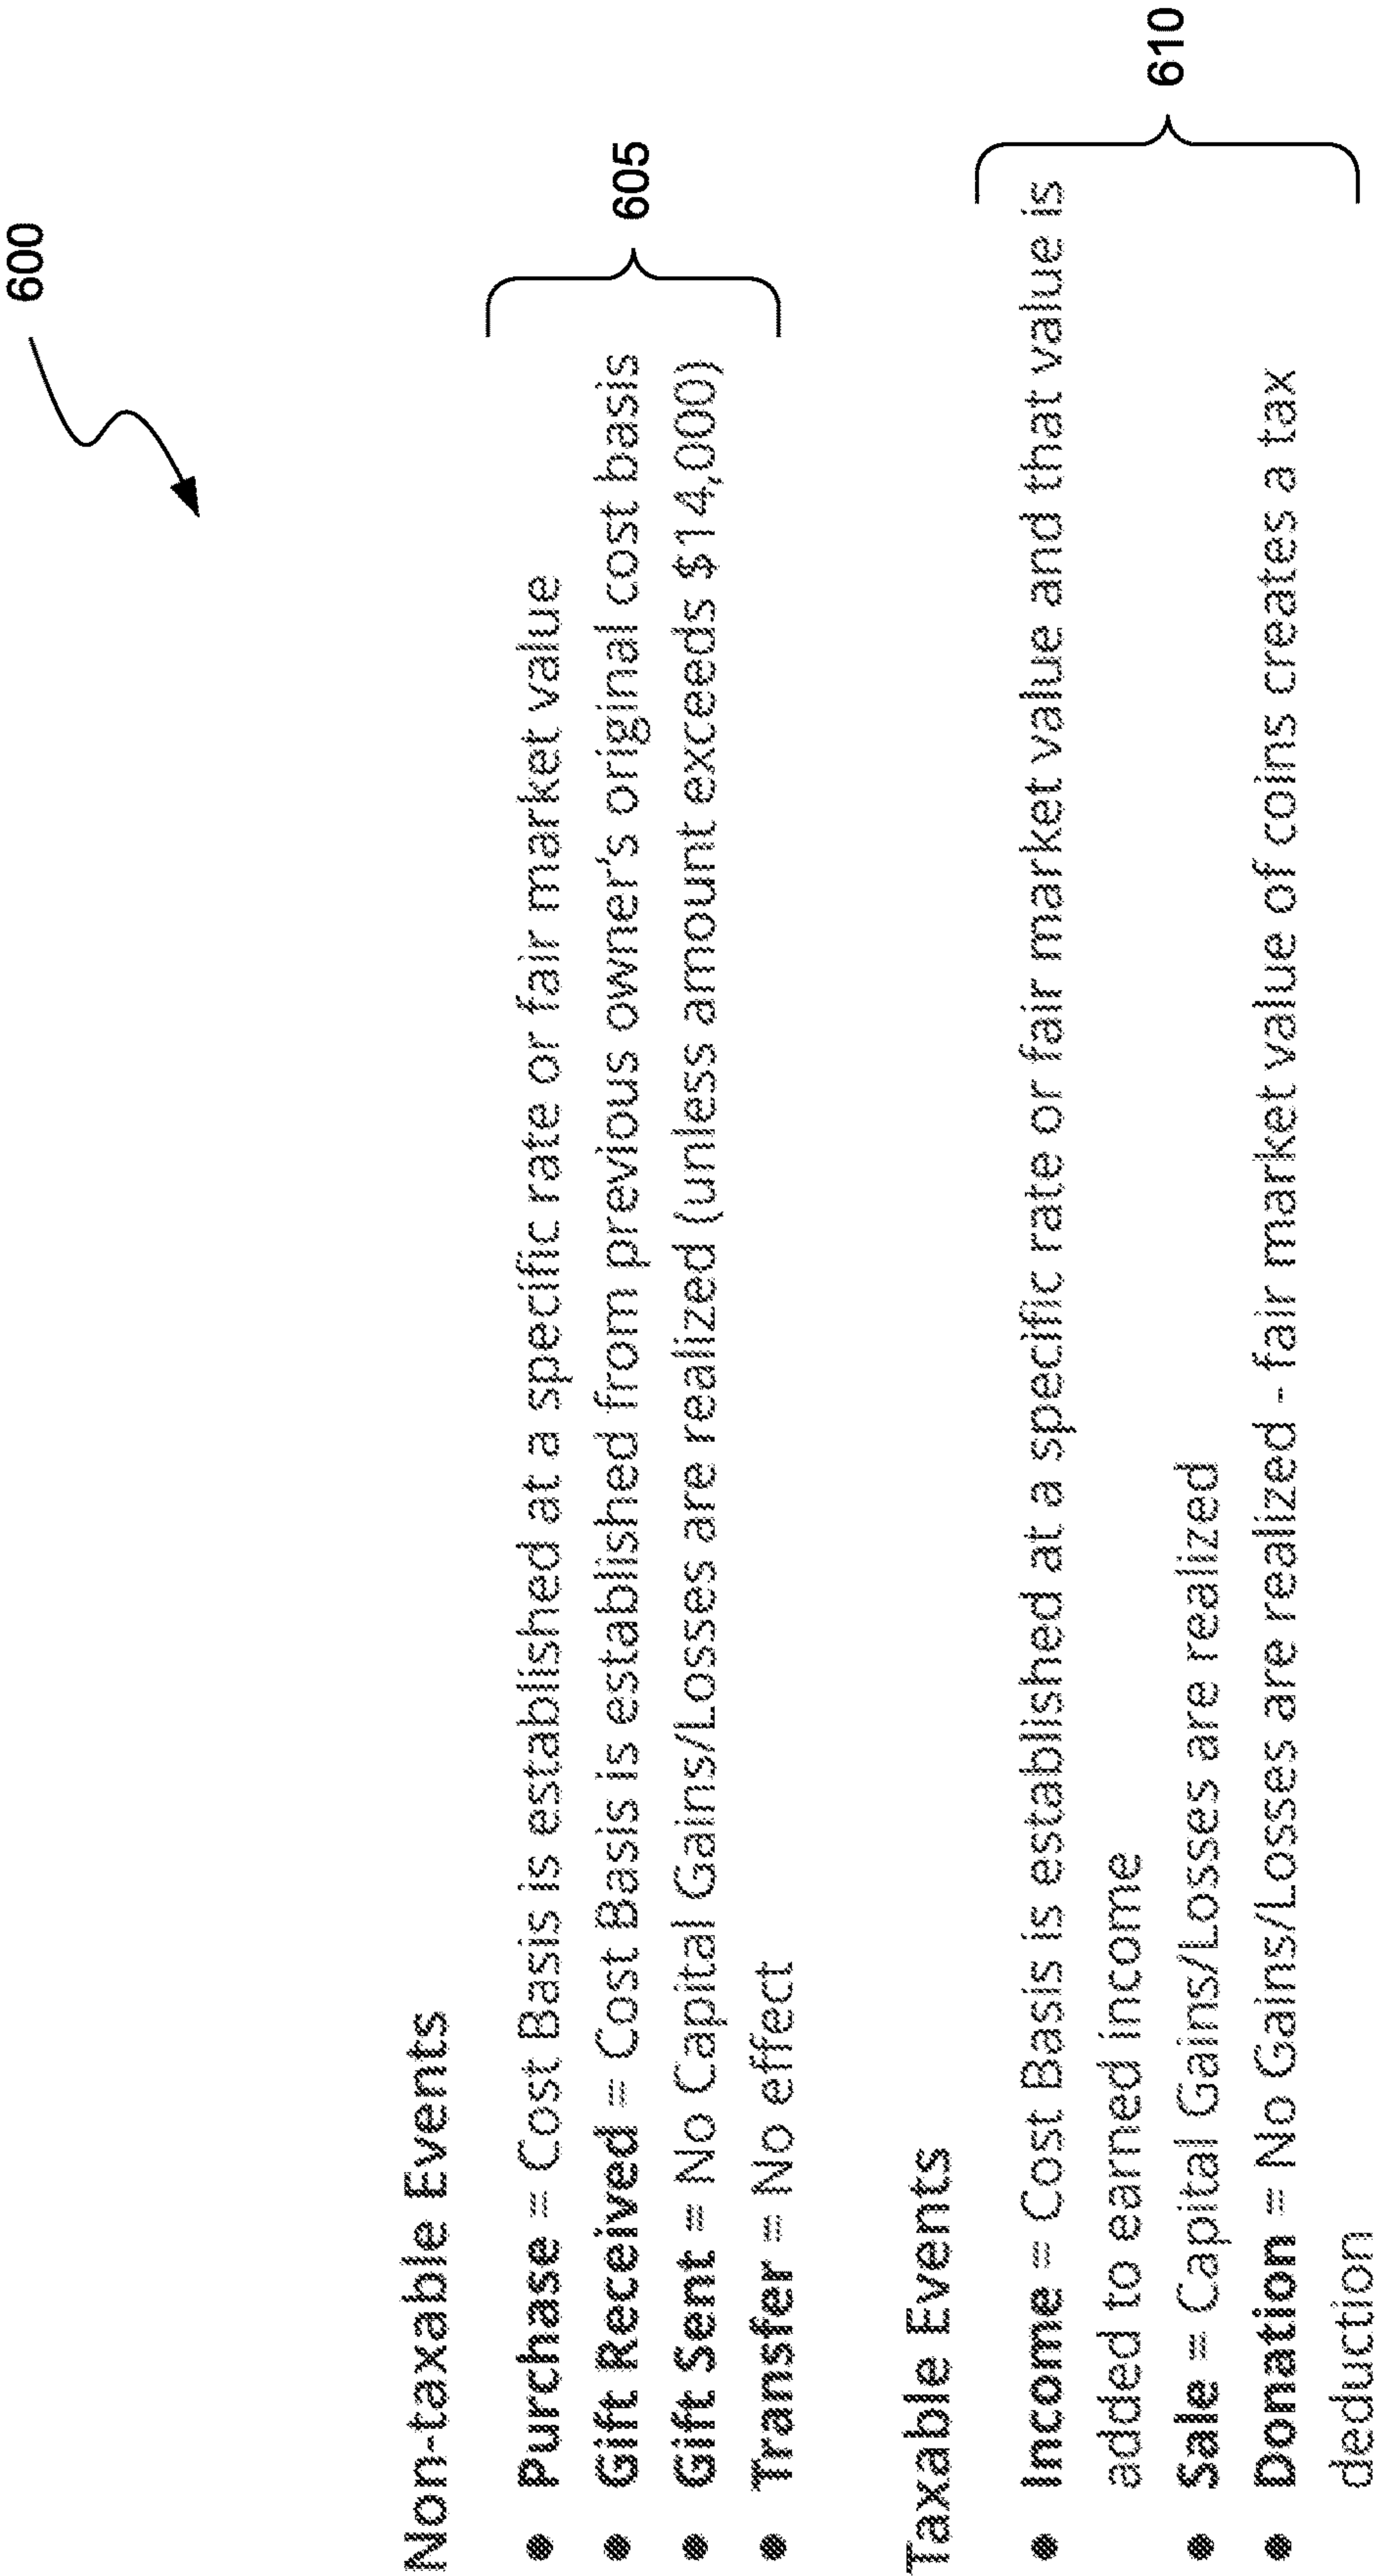 600
Non-taxable Events
● Purchase = Cost Basis is established at a specific rate or fair market value
● Gift Received = Cost Basis is established from previous owner's original cost basis
● Gift Sent = No Capital Gains/Losses are realized (unless amount exceeds $14,000)
● Transfer = No effect
605
Taxable Events
● Income = Cost Basis is established at a specific rate or fair market value and that value is
added to earned income
● Sale = Capital Gains/Losses are realized
● Donation = No Gains/Losses are realized - fair market value of coins creates a tax
deduction
610